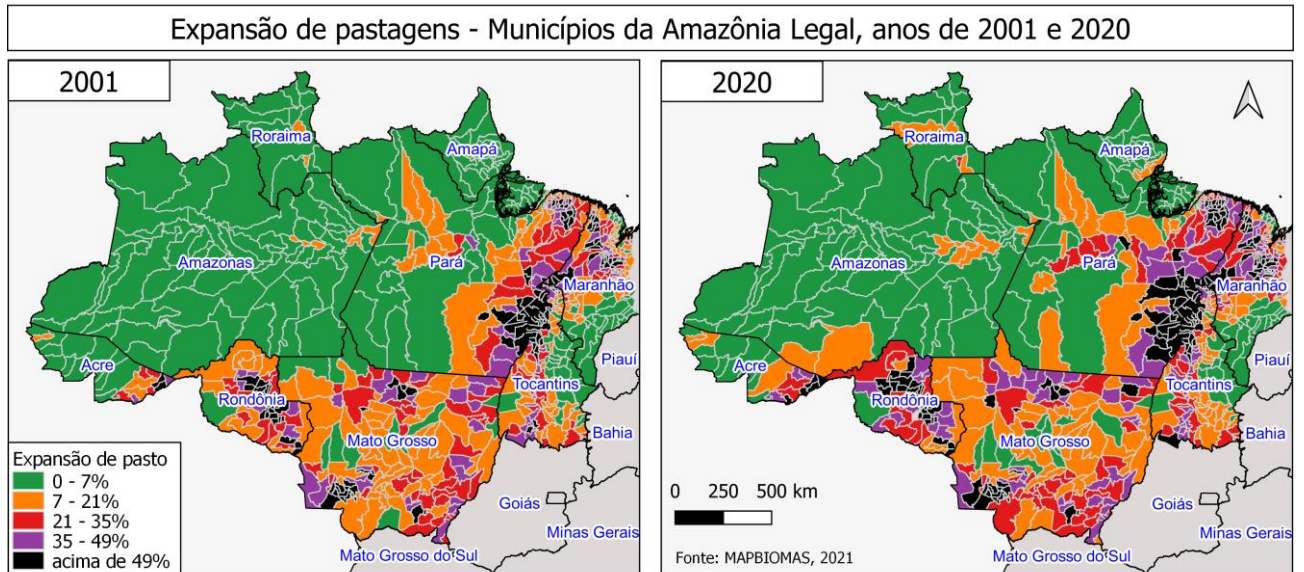 Expansão de pastagens - Municípios da Amazônia Legal, anos de 2001 e 2020
2001
Roraima
Amapá
Amazonas
Pará
Maranhão
Acre
Piauí
Tocantins
Rondônia
Bahia
Mato Grosso
Goiás
Minas Gerais
Mato Grosso do Sul
Expansão de pasto
0 - 7%
7 - 21%
21 - 35%
35 - 49%
acima de 49%
2020
Roraima
Amapá
Amazonas
Pará
Maranhão
Acre
Piauí
Tocantins
Rondônia
Bahia
Mato Grosso
Goiás
Minas Gerais
Mato Grosso do Sul
0 250 500 km
Fonte: MAPBIOMAS, 2021